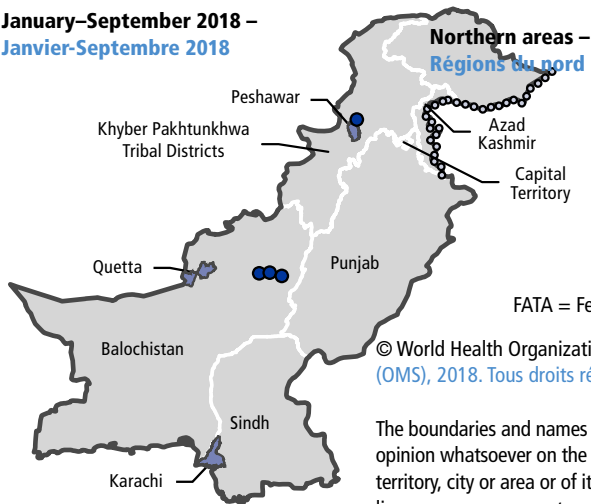 January–September 2018 –
Janvier-Septembre 2018
Northern areas –
Régions du nord
Peshawar
Khyber Pakhtunkhwa
Tribal Districts
Azad
Kashmir
Capital
Territory
Quetta
Punjab
FATA = Fe
Balochistan
© World Health Organizati
(OMS), 2018. Tous droits ré
Sindh
The boundaries and names
opinion whatsoever on the
territory, city or area or of it
Karachi